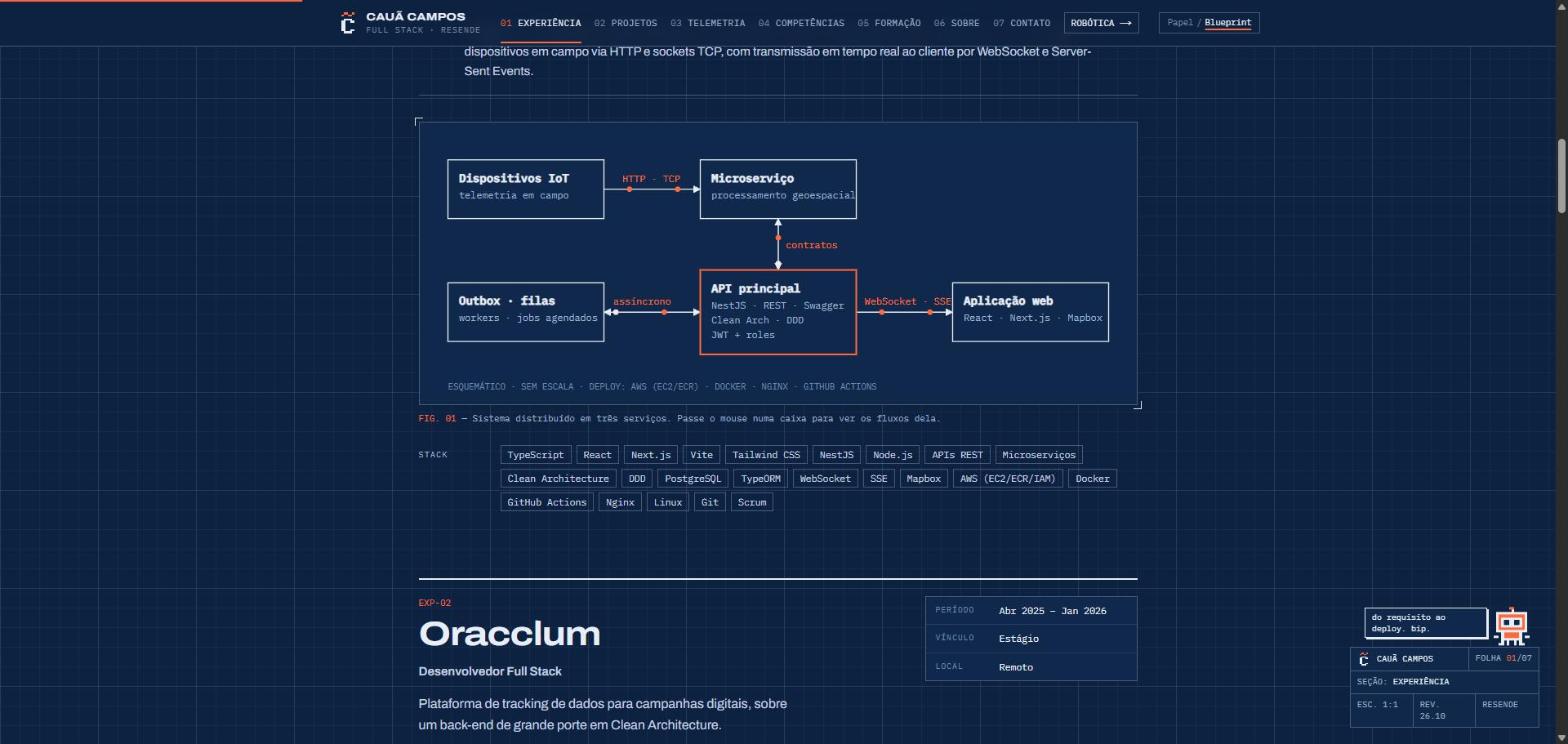 CAUÃ CAMPOS
FULL STACK · RESENDE
01 EXPERIÊNCIA 02 PROJETOS 03 TELEMETRIA 04 COMPETÊNCIAS 05 FORMAÇÃO 06 SOBRE 07 CONTATO ROBÓTICA → Papel / Blueprint
dispositivos em campo via HTTP e sockets TCP, com transmissão em tempo real ao cliente por WebSocket e Server-
Sent Events.
Dispositivos IoT
telemetria em campo
HTTP · TCP
Microserviço
processamento geoespacial
contratos
Outbox · filas
workers · jobs agendados
assíncrono
API principal
NestJS · REST · Swagger
Clean Arch · DDD
JWT + roles
WebSocket · SSE
Aplicação web
React · Next.js · Mapbox
ESQUEMÁTICO · SEM ESCALA · DEPLOY: AWS (EC2/ECR) · DOCKER · NGINX · GITHUB ACTIONS
FIG. 01 — Sistema distribuído em três serviços. Passe o mouse numa caixa para ver os fluxos dela.
STACK
TypeScript React Next.js Vite Tailwind CSS NestJS Node.js APIs REST Microserviços
Clean Architecture DDD PostgreSQL TypeORM WebSocket SSE Mapbox AWS (EC2/ECR/IAM) Docker
GitHub Actions Nginx Linux Git Scrum
EXP-02
Oracclum
Desenvolvedor Full Stack
Plataforma de tracking de dados para campanhas digitais, sobre
um back-end de grande porte em Clean Architecture.
PERÍODO Abr 2025 — Jan 2026
VÍNCULO Estágio
LOCAL Remoto
do requisito ao
deploy. bip.
CAUÃ CAMPOS FOLHA 01/07
SEÇÃO: EXPERIÊNCIA
ESC. 1:1 REV. 26.10 RESENDE